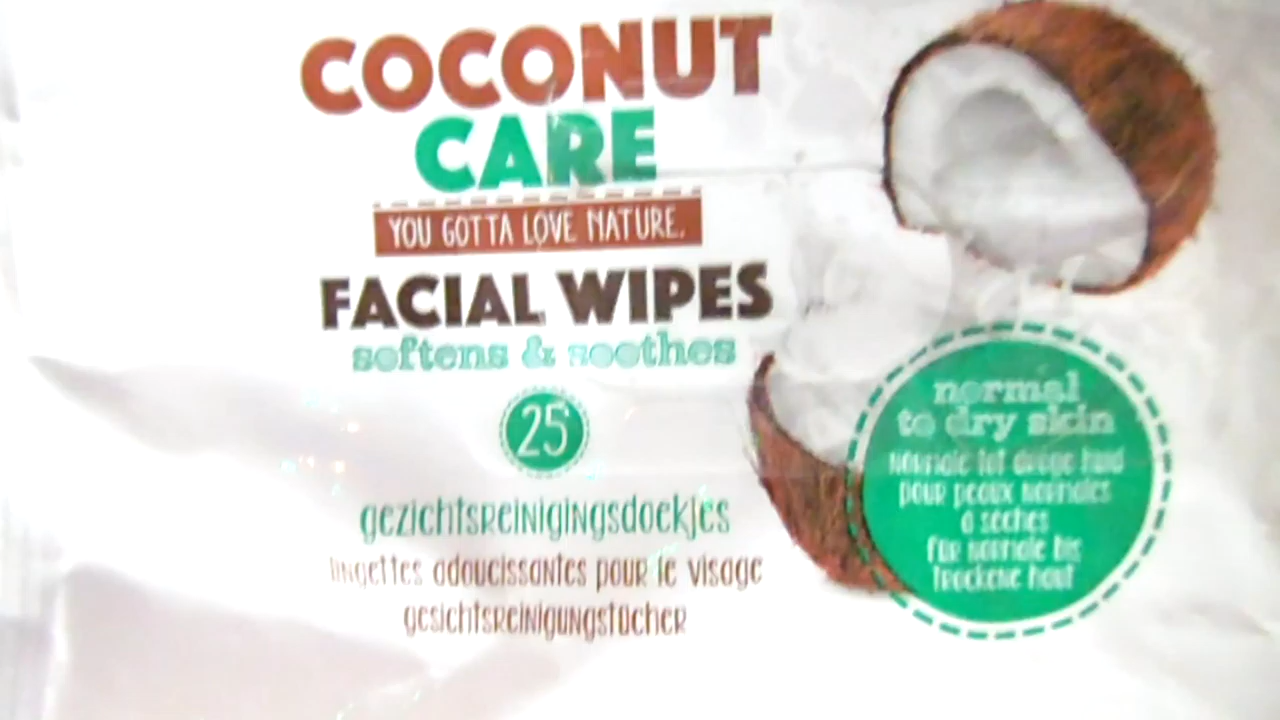 COCONUT
CARE
YOU GOTTA LOVE NATURE.
FACIAL WIPES
softens & soothes
25
gezichtsreinigingsdoekjes
lingettes adoucissantes pour le visage
gesichtsreinigungstücher
normal
to dry skin
normale tot droge huid
pour peaux normales
à sèches
für normale bis
trockene haut